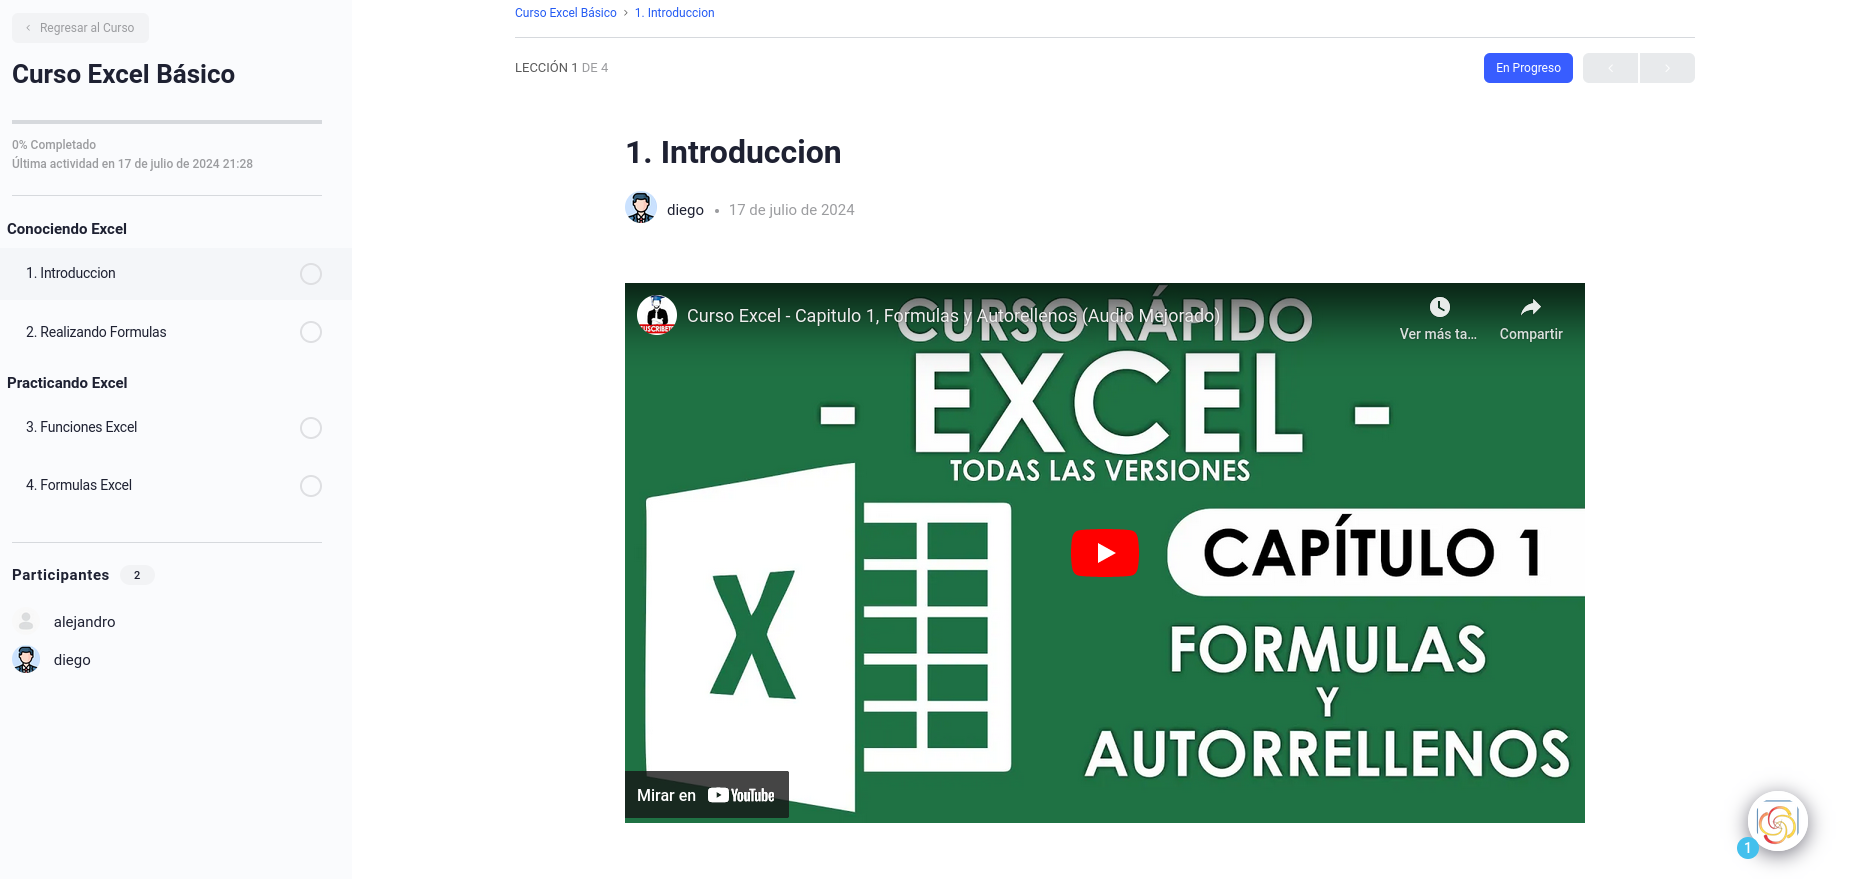 Regresar al Curso
Curso Excel Básico
0% Completado
Última actividad en 17 de julio de 2024 21:28
Conociendo Excel
1. Introduccion
2. Realizando Formulas
Practicando Excel
3. Funciones Excel
4. Formulas Excel
Participantes 2
alejandro
diego
Curso Excel Básico > 1. Introduccion
LECCIÓN 1 DE 4
En Progreso
1. Introduccion
diego • 17 de julio de 2024
SUSCRIBETE
Curso Excel - Capitulo 1, Formulas y Autorellenos (Audio Mejorado)
Ver más ta...
Compartir
CURSO RÁPIDO
- EXCEL -
TODAS LAS VERSIONES
CAPÍTULO 1
X
FORMULAS
Y
AUTORRELLENOS
Mirar en YouTube
1